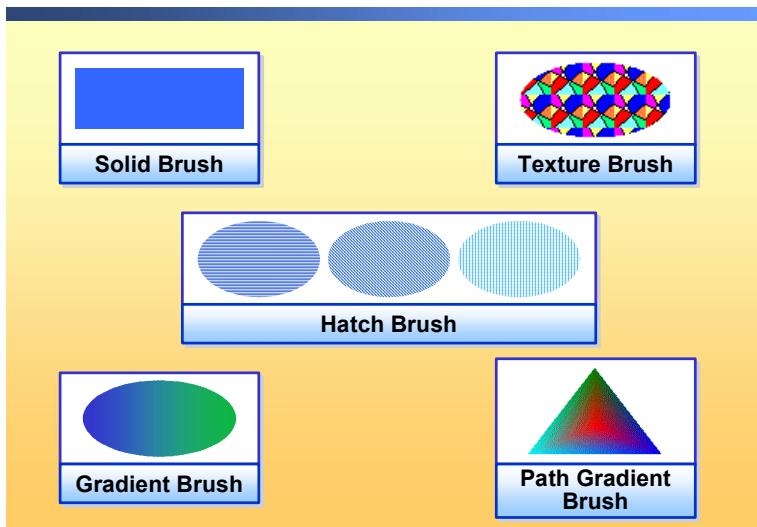 Solid Brush
Texture Brush
Hatch Brush
Gradient Brush
Path Gradient
Brush